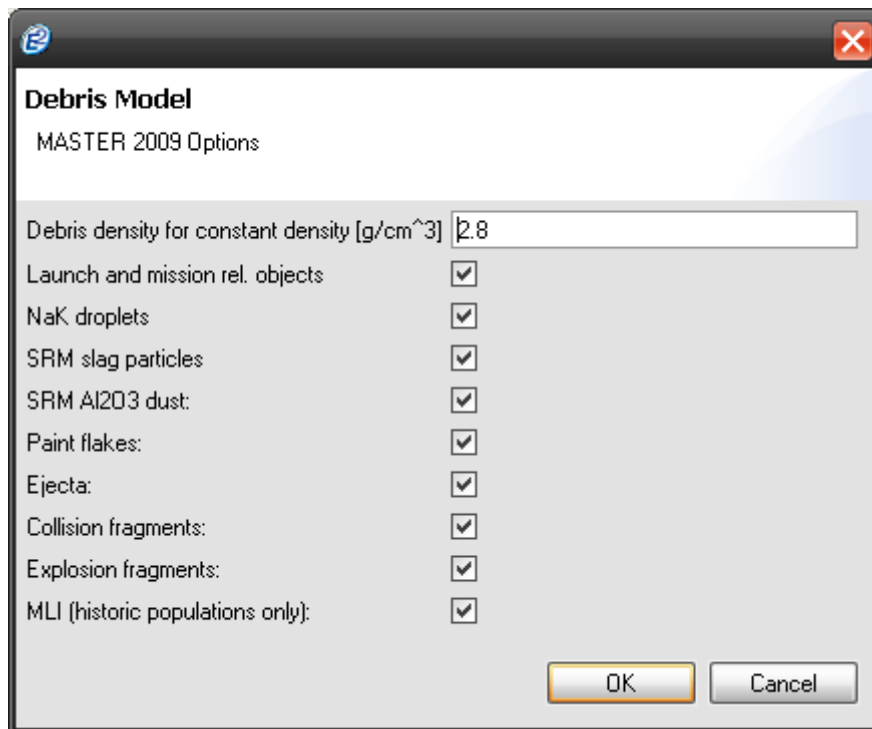 Debris Model
MASTER 2009 Options
Debris density for constant density [g/cm^3] 2.8
Launch and mission rel. objects
NaK droplets
SRM slag particles
SRM Al2O3 dust:
Paint flakes:
Ejecta:
Collision fragments:
Explosion fragments:
MLI (historic populations only):
OK Cancel